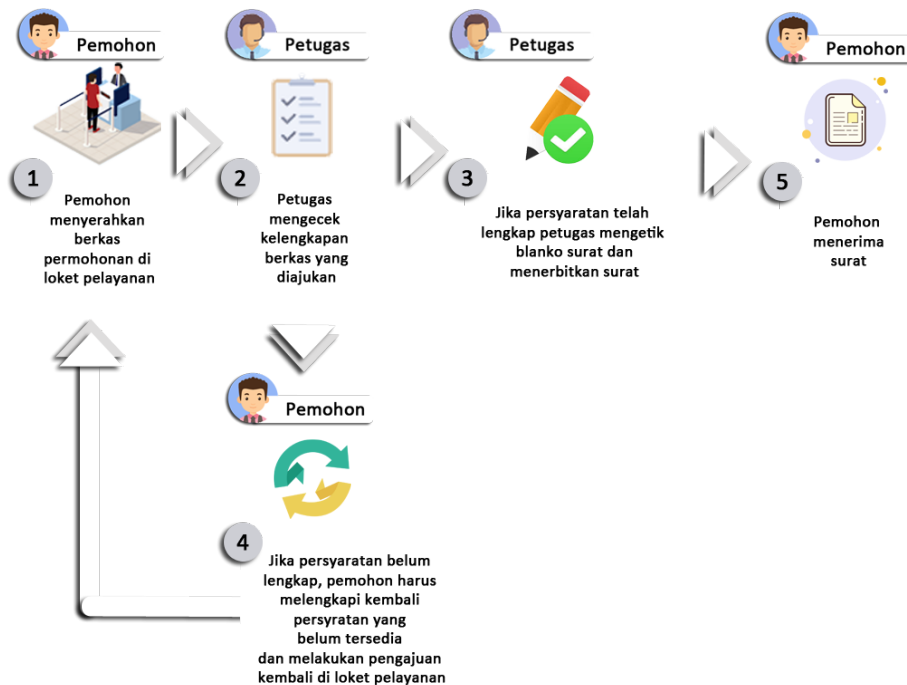 Pemohon
1
Pemohon
menyerahkan
berkas
permohonan di
loket pelayanan
Petugas
2
Petugas
mengecek
kelengkapan
berkas yang
diajukan
Petugas
3
Jika persyaratan telah
lengkap petugas mengetik
blanko surat dan
menerbitkan surat
Pemohon
5
Pemohon
menerima
surat
Pemohon
4
Jika persyaratan belum
lengkap, pemohon harus
melengkapi kembali
persyratan yang
belum tersedia
dan melakukan pengajuan
kembali di loket pelayanan